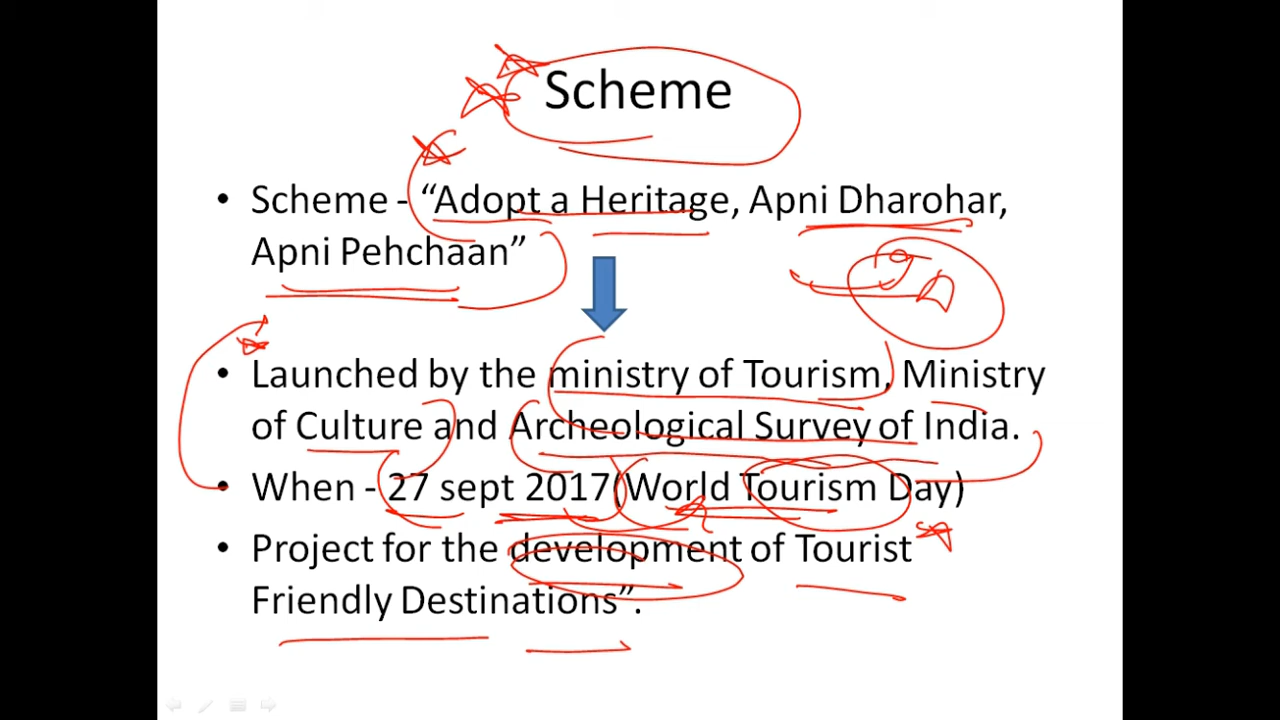 Scheme
• Scheme - “Adopt a Heritage, Apni Dharohar,
Apni Pehchaan”
• Launched by the ministry of Tourism, Ministry
of Culture and Archeological Survey of India.
• When - 27 sept 2017(World Tourism Day)
• Project for the development of Tourist
Friendly Destinations”.